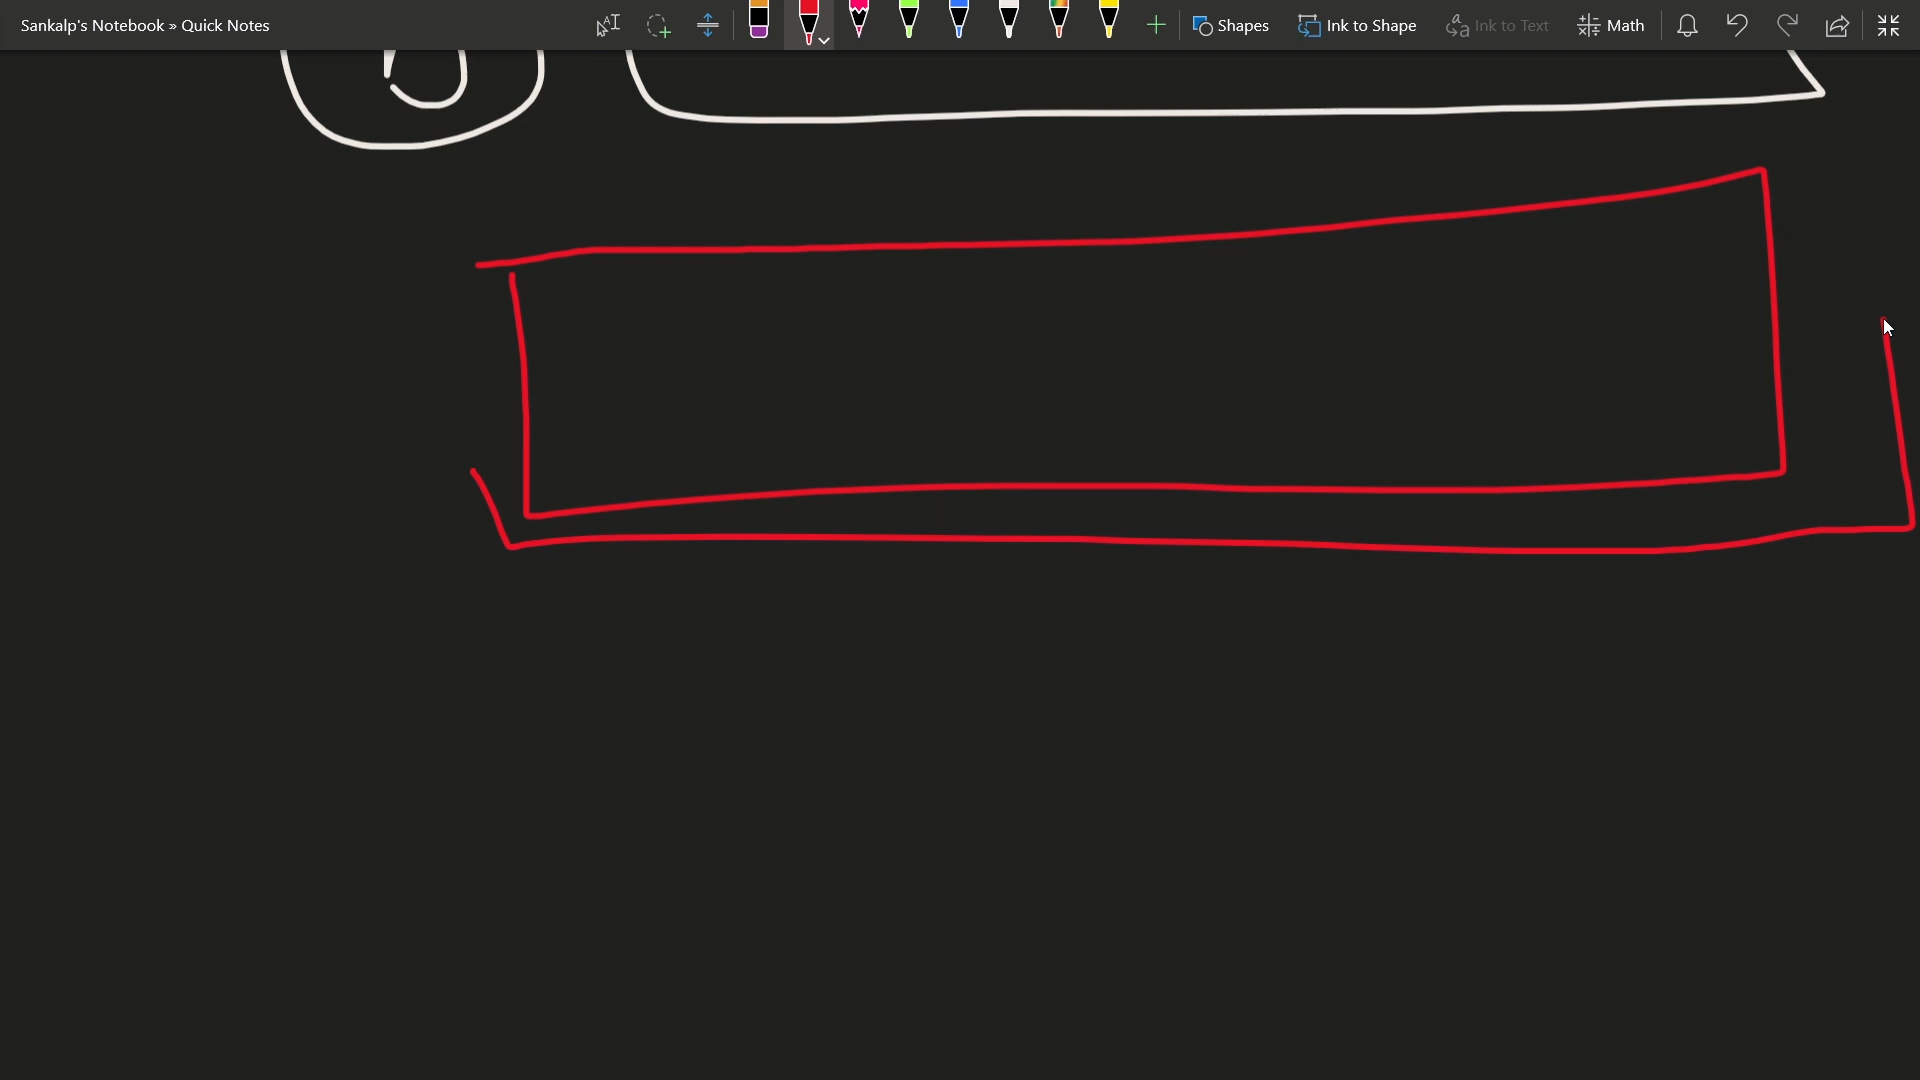 Sankalp's Notebook » Quick Notes
Shapes
Ink to Shape
Ink to Text
Math